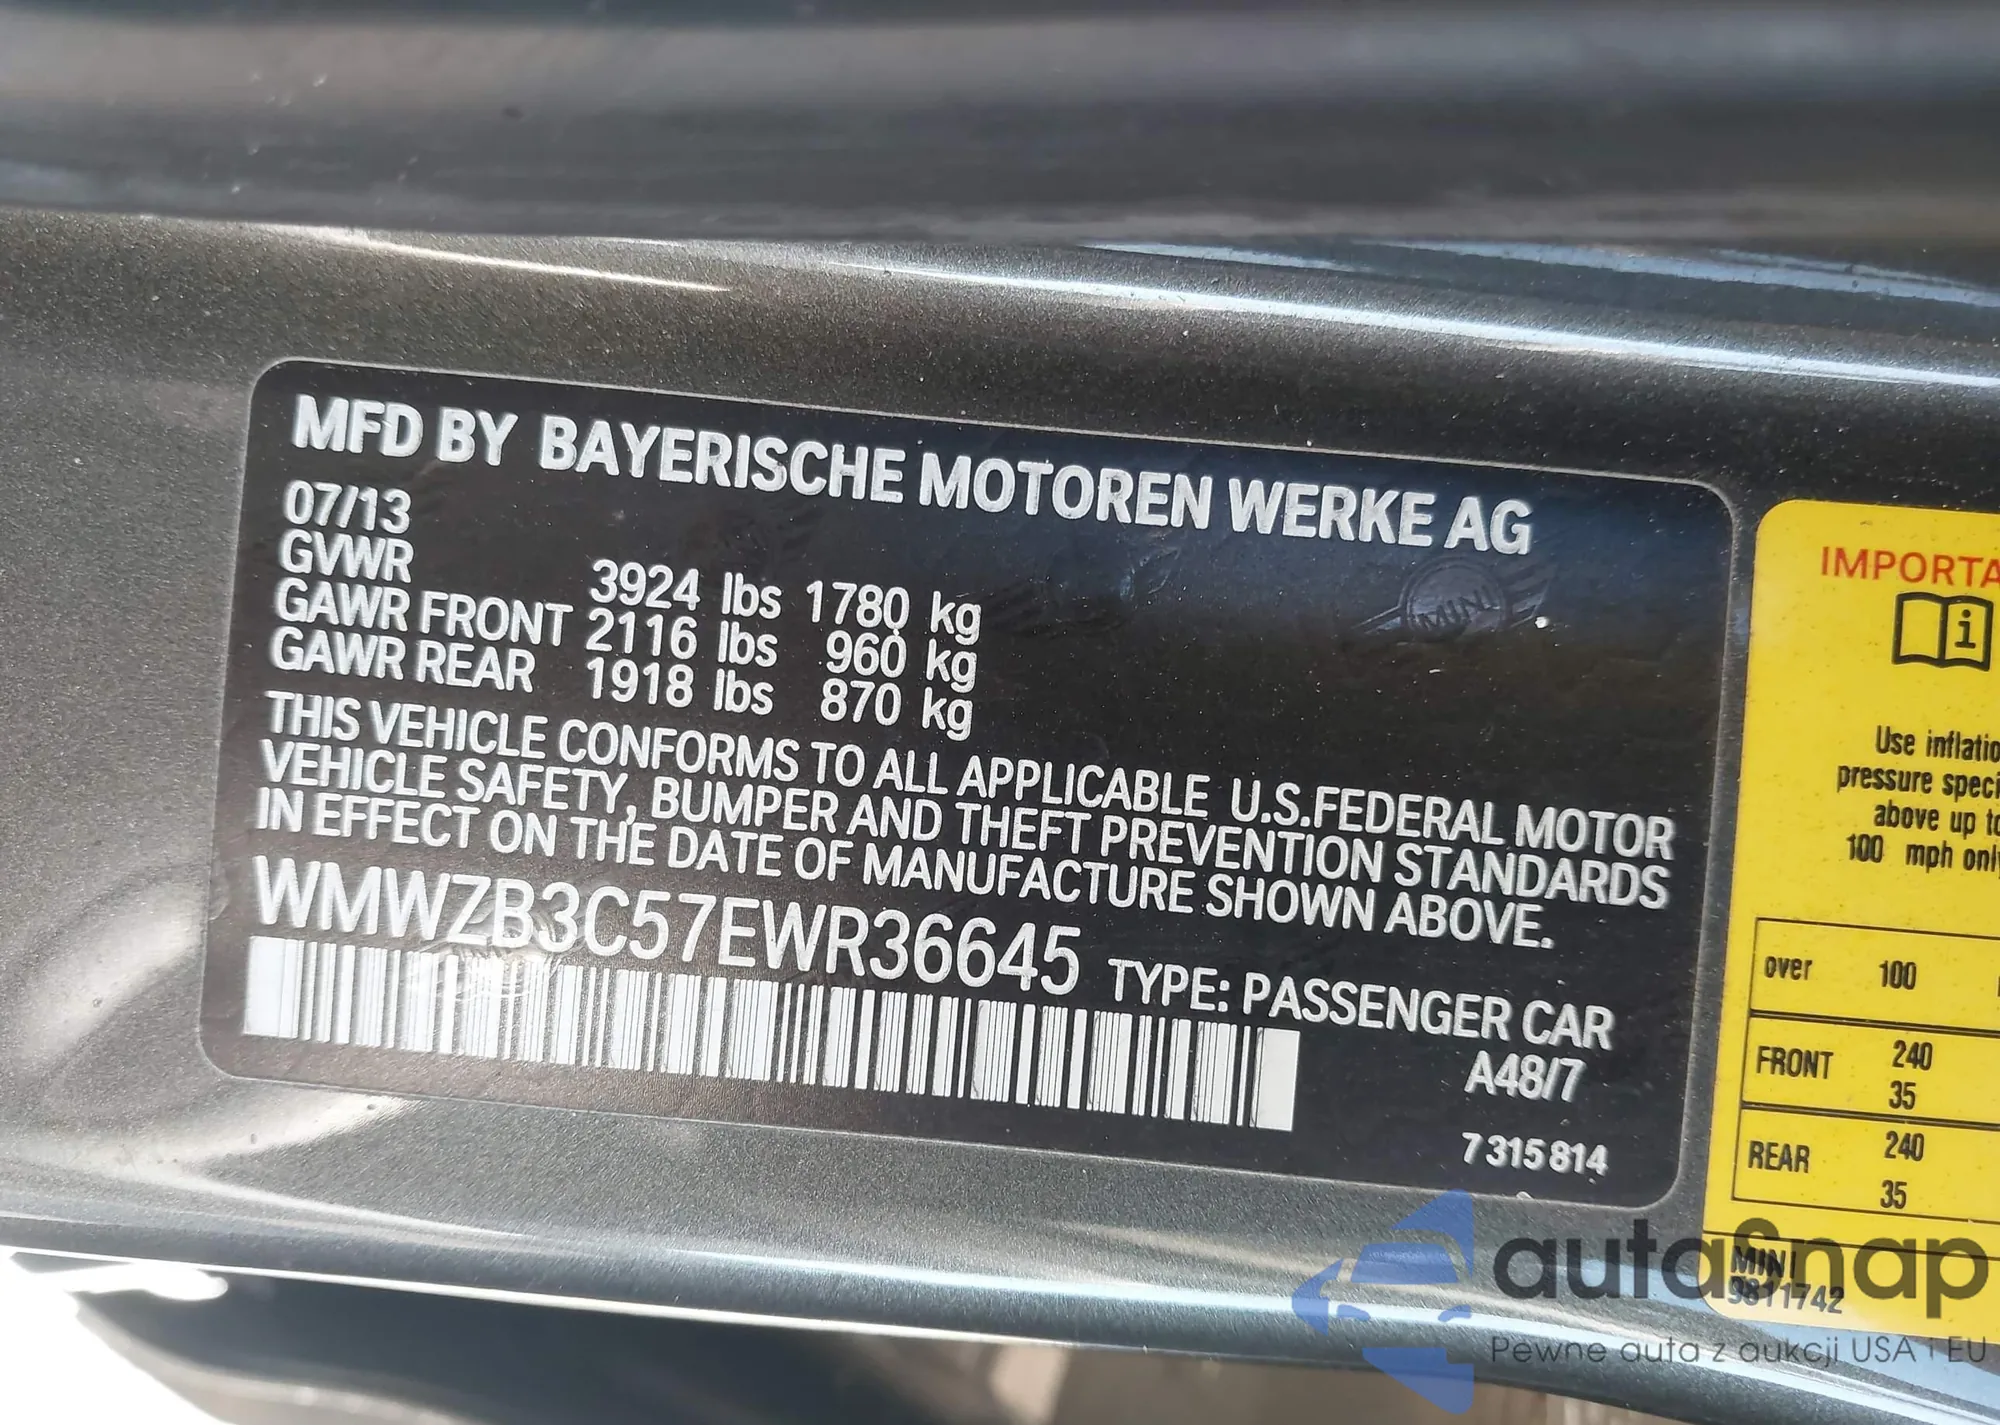 MFD BY BAYERISCHE MOTOREN WERKE AG
07/13
GVWR 3924 lbs 1780 kg
GAWR FRONT 2116 lbs 960 kg
GAWR REAR 1918 lbs 870 kg
THIS VEHICLE CONFORMS TO ALL APPLICABLE U.S.FEDERAL MOTOR
VEHICLE SAFETY, BUMPER AND THEFT PREVENTION STANDARDS
IN EFFECT ON THE DATE OF MANUFACTURE SHOWN ABOVE.
WMWZB3C57EWR36645 TYPE: PASSENGER CAR
A48/7
7 315 814
MINI
IMPORTA
i
Use inflatio
pressure speci
above up to
100 mph only
over 100
FRONT 240
35
REAR 240
35
MINI
9811742
autasnap
Pewne auta z aukcji USA i EU